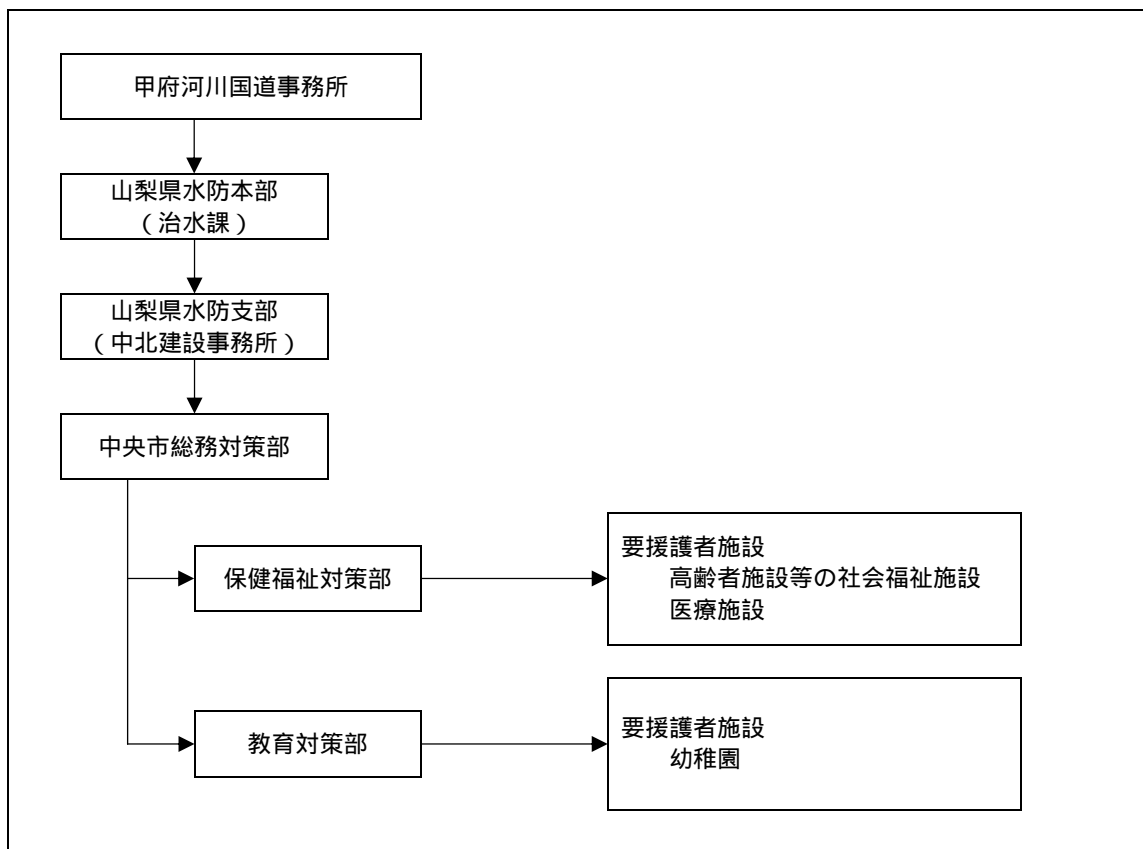 甲府河川国道事務所
山梨県水防本部
(治水課)
山梨県水防支部
(中北建設事務所)
中央市総務対策部
保健福祉対策部
要援護者施設
高齢者施設等の社会福祉施設
医療施設
教育対策部
要援護者施設
幼稚園